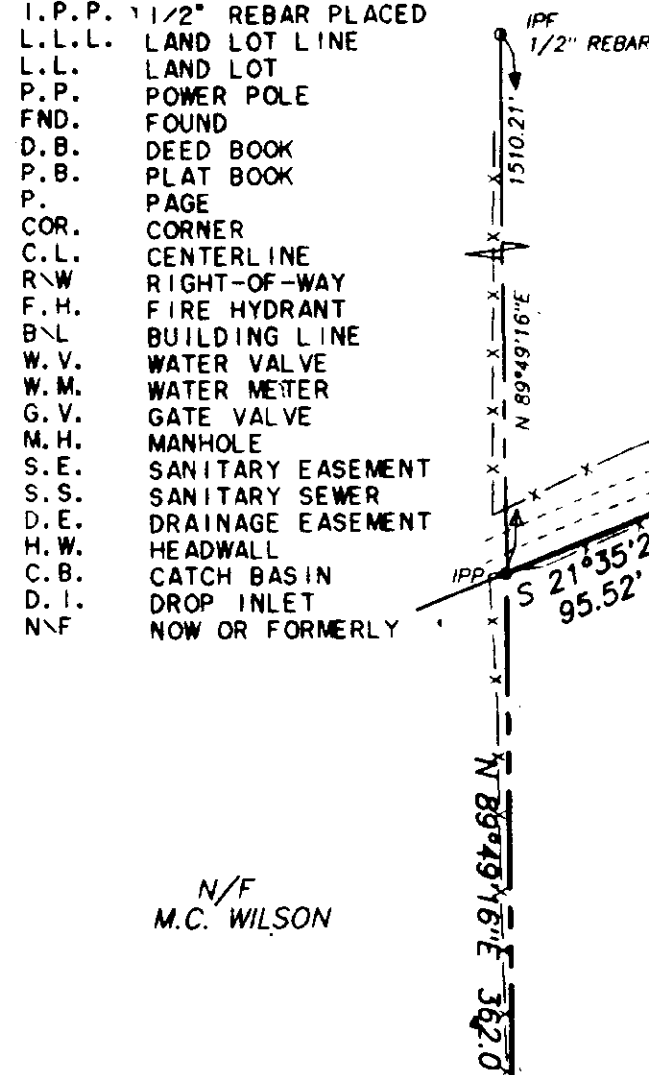 I.P.P. 1/2" REBAR PLACED
L.L.L. LAND LOT LINE
L.L. LAND LOT
P.P. POWER POLE
FND. FOUND
D.B. DEED BOOK
P.B. PLAT BOOK
P. PAGE
COR. CORNER
C.L. CENTERLINE
R\W RIGHT-OF-WAY
F.H. FIRE HYDRANT
B\L BUILDING LINE
W.V. WATER VALVE
W.M. WATER METER
G.V. GATE VALVE
M.H. MANHOLE
S.E. SANITARY EASEMENT
S.S. SANITARY SEWER
D.E. DRAINAGE EASEMENT
H.W. HEADWALL
C.B. CATCH BASIN
D.I. DROP INLET
N\F NOW OR FORMERLY
IPF
1/2" REBAR
1510.21'
N 89°49'16"E
IPP
S 21°35'2
95.52'
N 89°49'16"E 362.0
N/F
M.C. WILSON